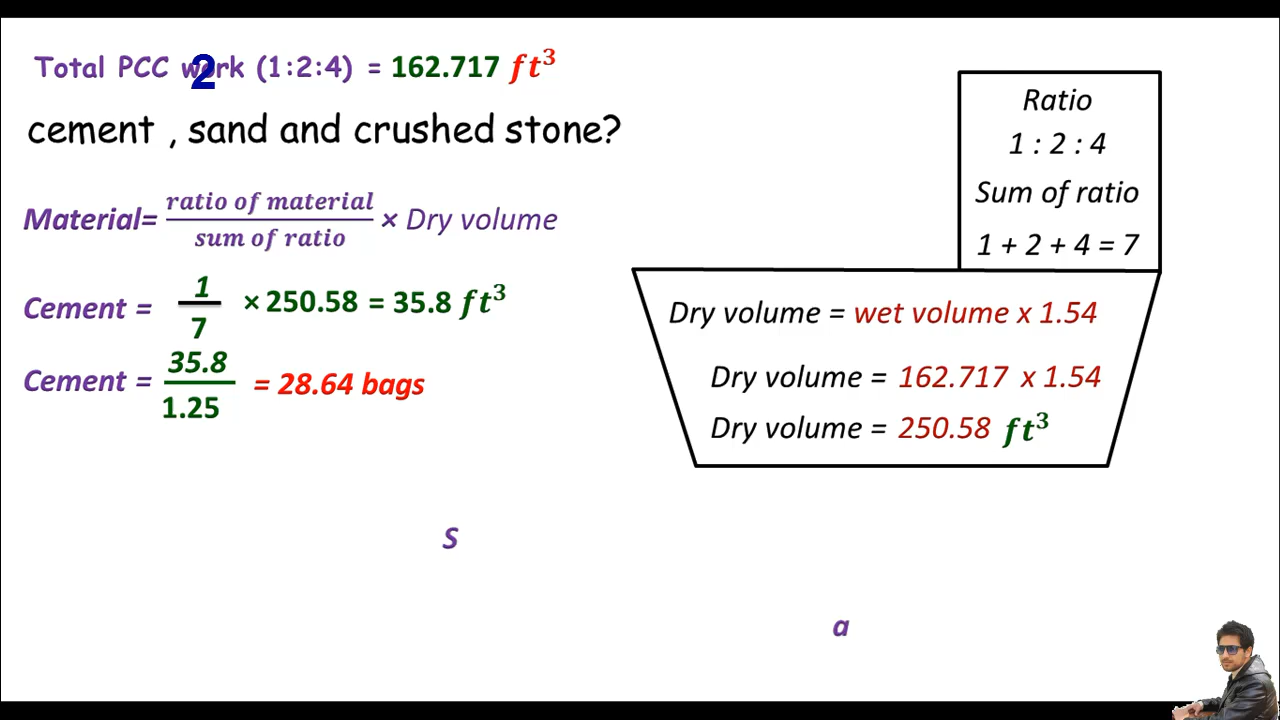 Total PCC work (1:2:4) = 162.717 ft³
2
cement , sand and crushed stone?
Material= ratio of material / sum of ratio × Dry volume
Cement = 1/7 × 250.58 = 35.8 ft³
Cement = 35.8/1.25 = 28.64 bags
S
a
Ratio
1 : 2 : 4
Sum of ratio
1 + 2 + 4 = 7
Dry volume = wet volume x 1.54
Dry volume = 162.717 x 1.54
Dry volume = 250.58 ft³